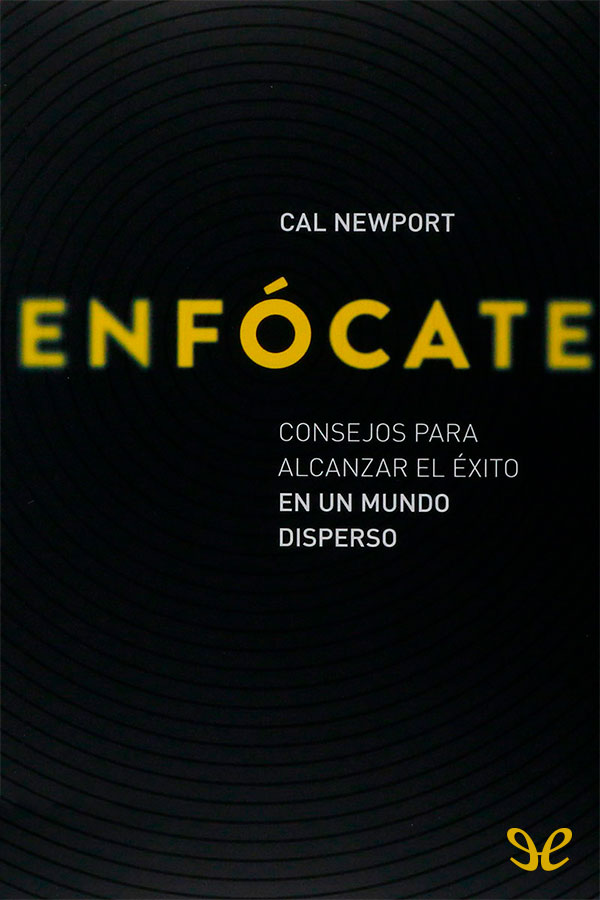 CAL NEWPORT
ENFÓCATE
CONSEJOS PARA
ALCANZAR EL ÉXITO
EN UN MUNDO
DISPERSO